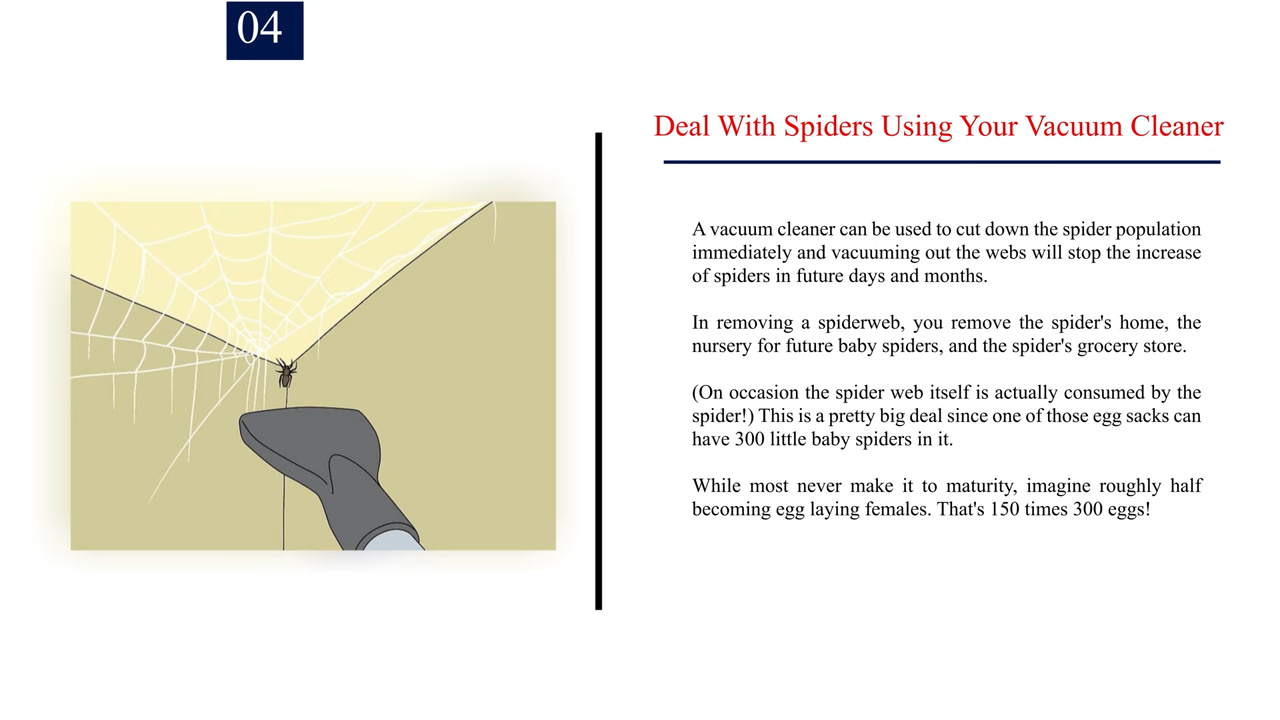 04
Deal With Spiders Using Your Vacuum Cleaner
A vacuum cleaner can be used to cut down the spider population
immediately and vacuuming out the webs will stop the increase
of spiders in future days and months.
In removing a spiderweb, you remove the spider's home, the
nursery for future baby spiders, and the spider's grocery store.
(On occasion the spider web itself is actually consumed by the
spider!) This is a pretty big deal since one of those egg sacks can
have 300 little baby spiders in it.
While most never make it to maturity, imagine roughly half
becoming egg laying females. That's 150 times 300 eggs!